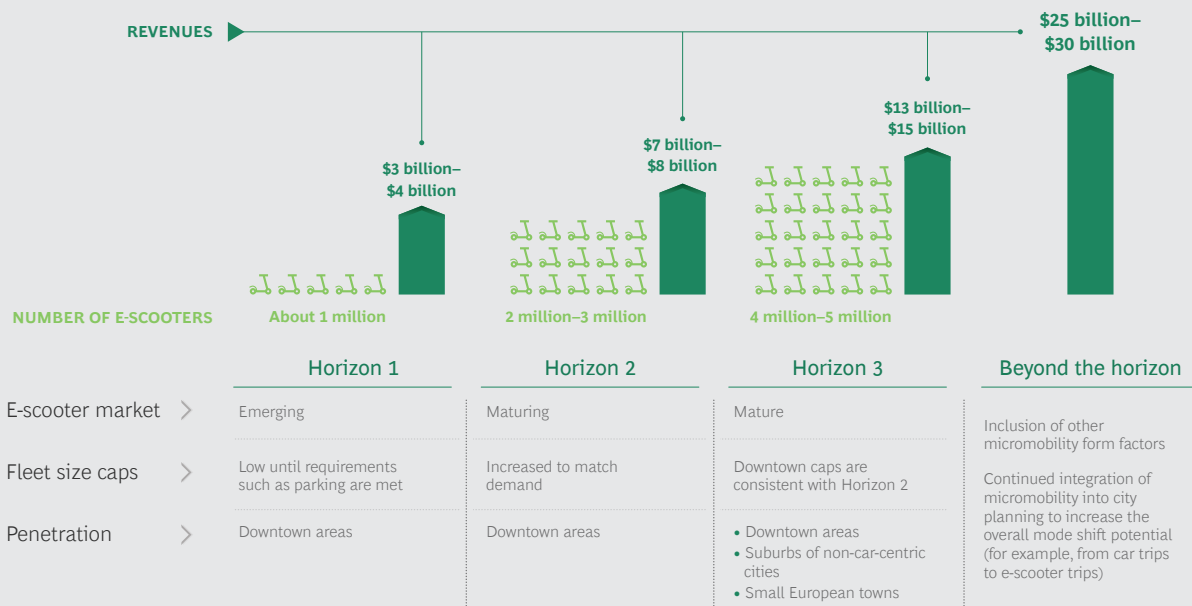 REVENUES
$25 billion–
$30 billion
$13 billion–
$15 billion
$7 billion–
$8 billion
$3 billion–
$4 billion
NUMBER OF E-SCOOTERS
About 1 million
2 million–3 million
4 million–5 million
Horizon 1
Horizon 2
Horizon 3
Beyond the horizon
E-scooter market
Emerging
Maturing
Mature
Fleet size caps
Low until requirements
such as parking are met
Increased to match
demand
Downtown caps are
consistent with Horizon 2
Penetration
Downtown areas
Downtown areas
• Downtown areas
• Suburbs of non-car-centric
cities
• Small European towns
Inclusion of other
micromobility form factors
Continued integration of
micromobility into city
planning to increase the
overall mode shift potential
(for example, from car trips
to e-scooter trips)